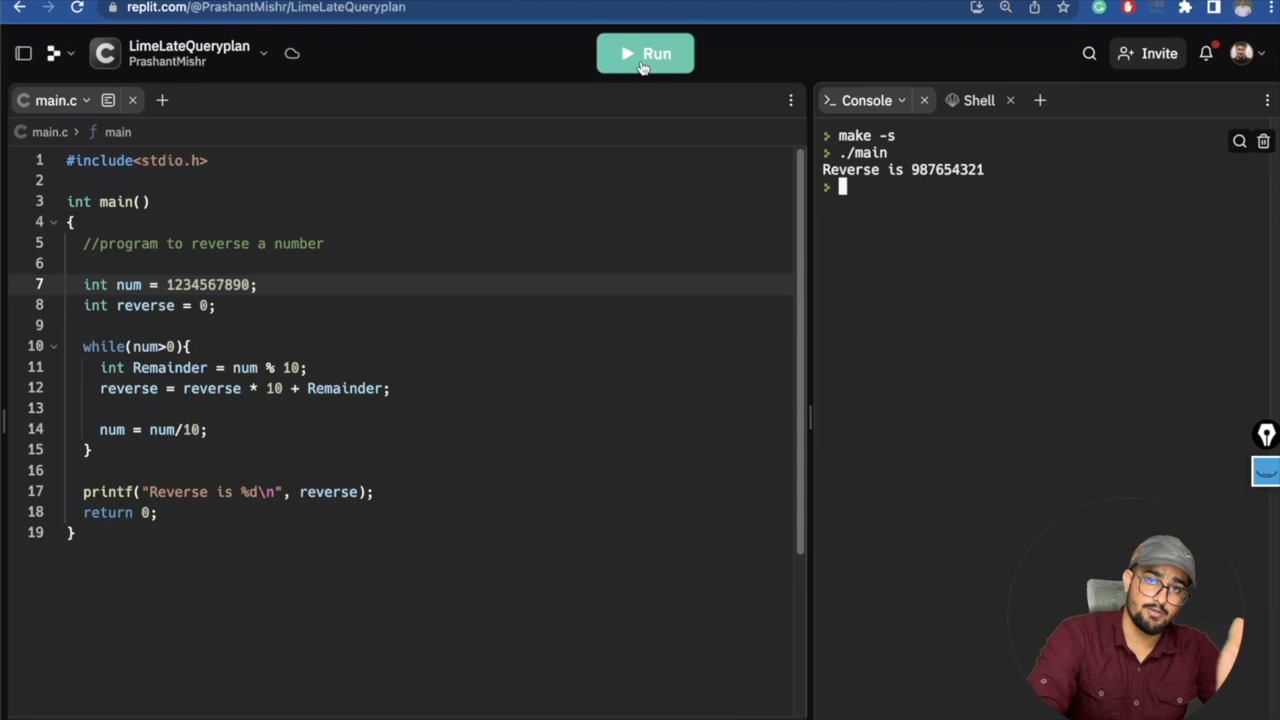 replit.com/@PrashantMishr/LimeLateQueryplan
LimeLateQueryplan
PrashantMishr
Run
Invite
main.c
Console
Shell
main.c > f main
make -s
./main
Reverse is 987654321
1 #include<stdio.h>
2
3 int main()
4 {
5 //program to reverse a number
6
7 int num = 1234567890;
8 int reverse = 0;
9
10 while(num>0){
11 int Remainder = num % 10;
12 reverse = reverse * 10 + Remainder;
13
14 num = num/10;
15 }
16
17 printf("Reverse is %d\n", reverse);
18 return 0;
19 }